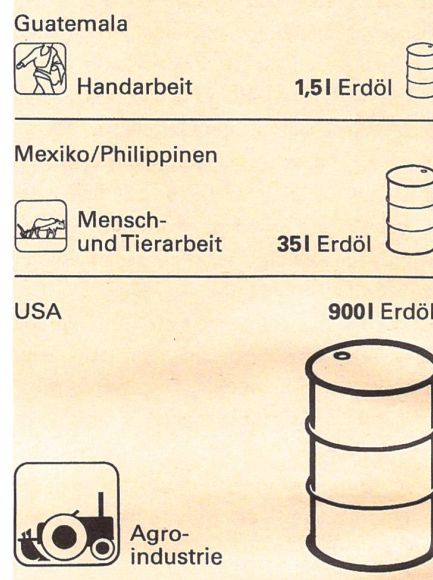 Guatemala
Handarbeit 1,5 l Erdöl
Mexiko/Philippinen
Mensch-
und Tierarbeit 35 l Erdöl
USA 900 l Erdöl
Agro-
industrie